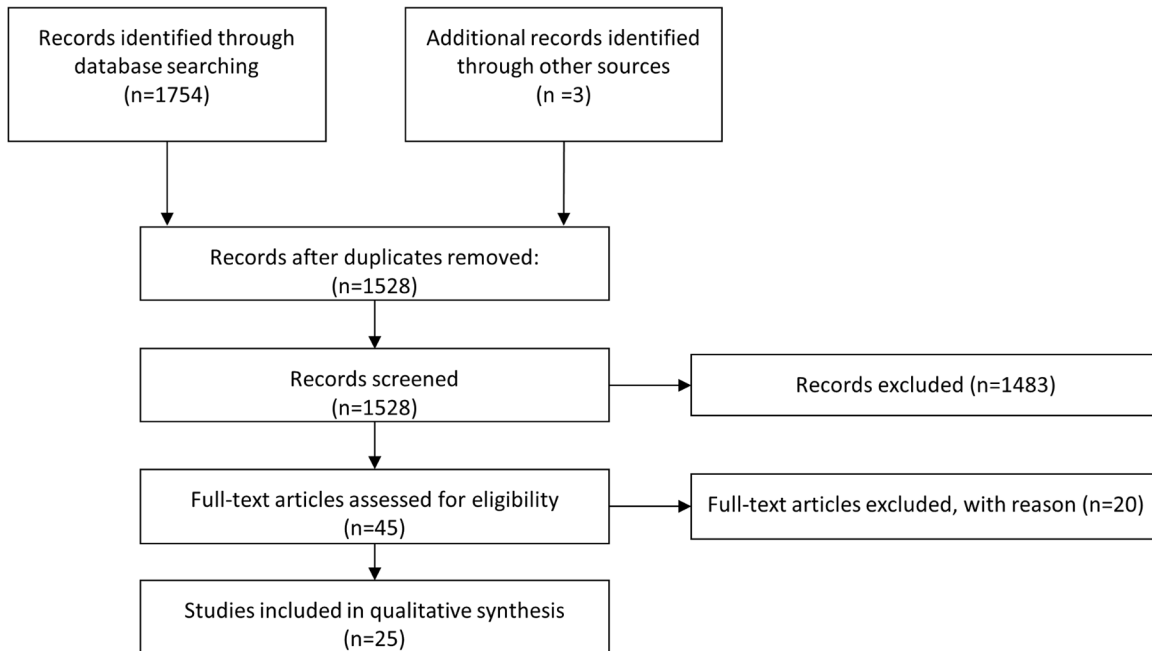 Records identified through
database searching
(n=1754)
Additional records identified
through other sources
(n =3)
Records after duplicates removed:
(n=1528)
Records screened
(n=1528)
Records excluded (n=1483)
Full-text articles assessed for eligibility
(n=45)
Full-text articles excluded, with reason (n=20)
Studies included in qualitative synthesis
(n=25)